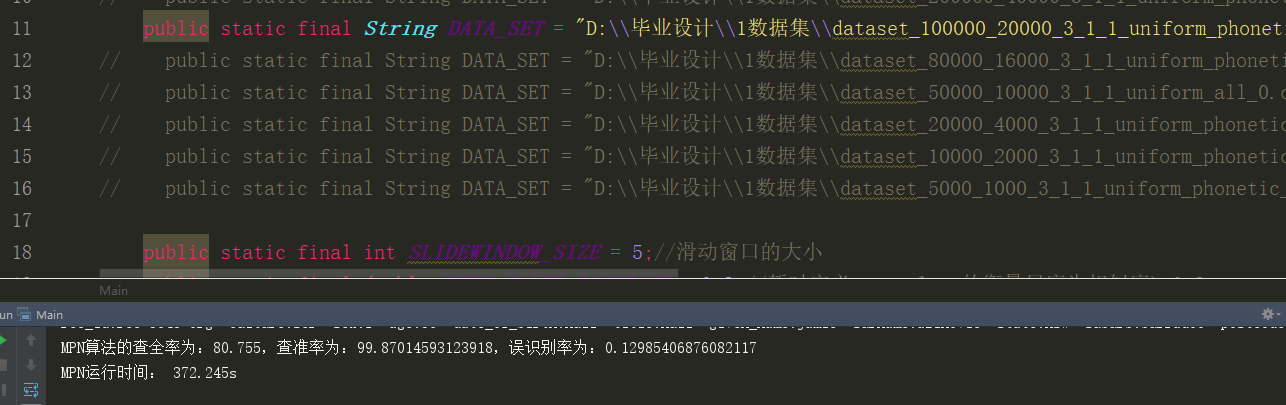 11 public static final String DATA_SET = "D:\\毕业设计\\1数据集\\dataset_100000_20000_3_1_1_uniform_phoneti
12 // public static final String DATA_SET = "D:\\毕业设计\\1数据集\\dataset_80000_16000_3_1_1_uniform_phonetic
13 // public static final String DATA_SET = "D:\\毕业设计\\1数据集\\dataset_50000_10000_3_1_1_uniform_all_0.c
14 // public static final String DATA_SET = "D:\\毕业设计\\1数据集\\dataset_20000_4000_3_1_1_uniform_phonetic
15 // public static final String DATA_SET = "D:\\毕业设计\\1数据集\\dataset_10000_2000_3_1_1_uniform_phonetic
16 // public static final String DATA_SET = "D:\\毕业设计\\1数据集\\dataset_5000_1000_3_1_1_uniform_phonetic_
17
18 public static final int SLIDEWINDOW_SIZE = 5;//滑动窗口的大小
Main
un Main
MPN算法的查全率为：80.755，查准率为：99.87014593123918，误识别率为：0.12985406876082117
MPN运行时间： 372.245s